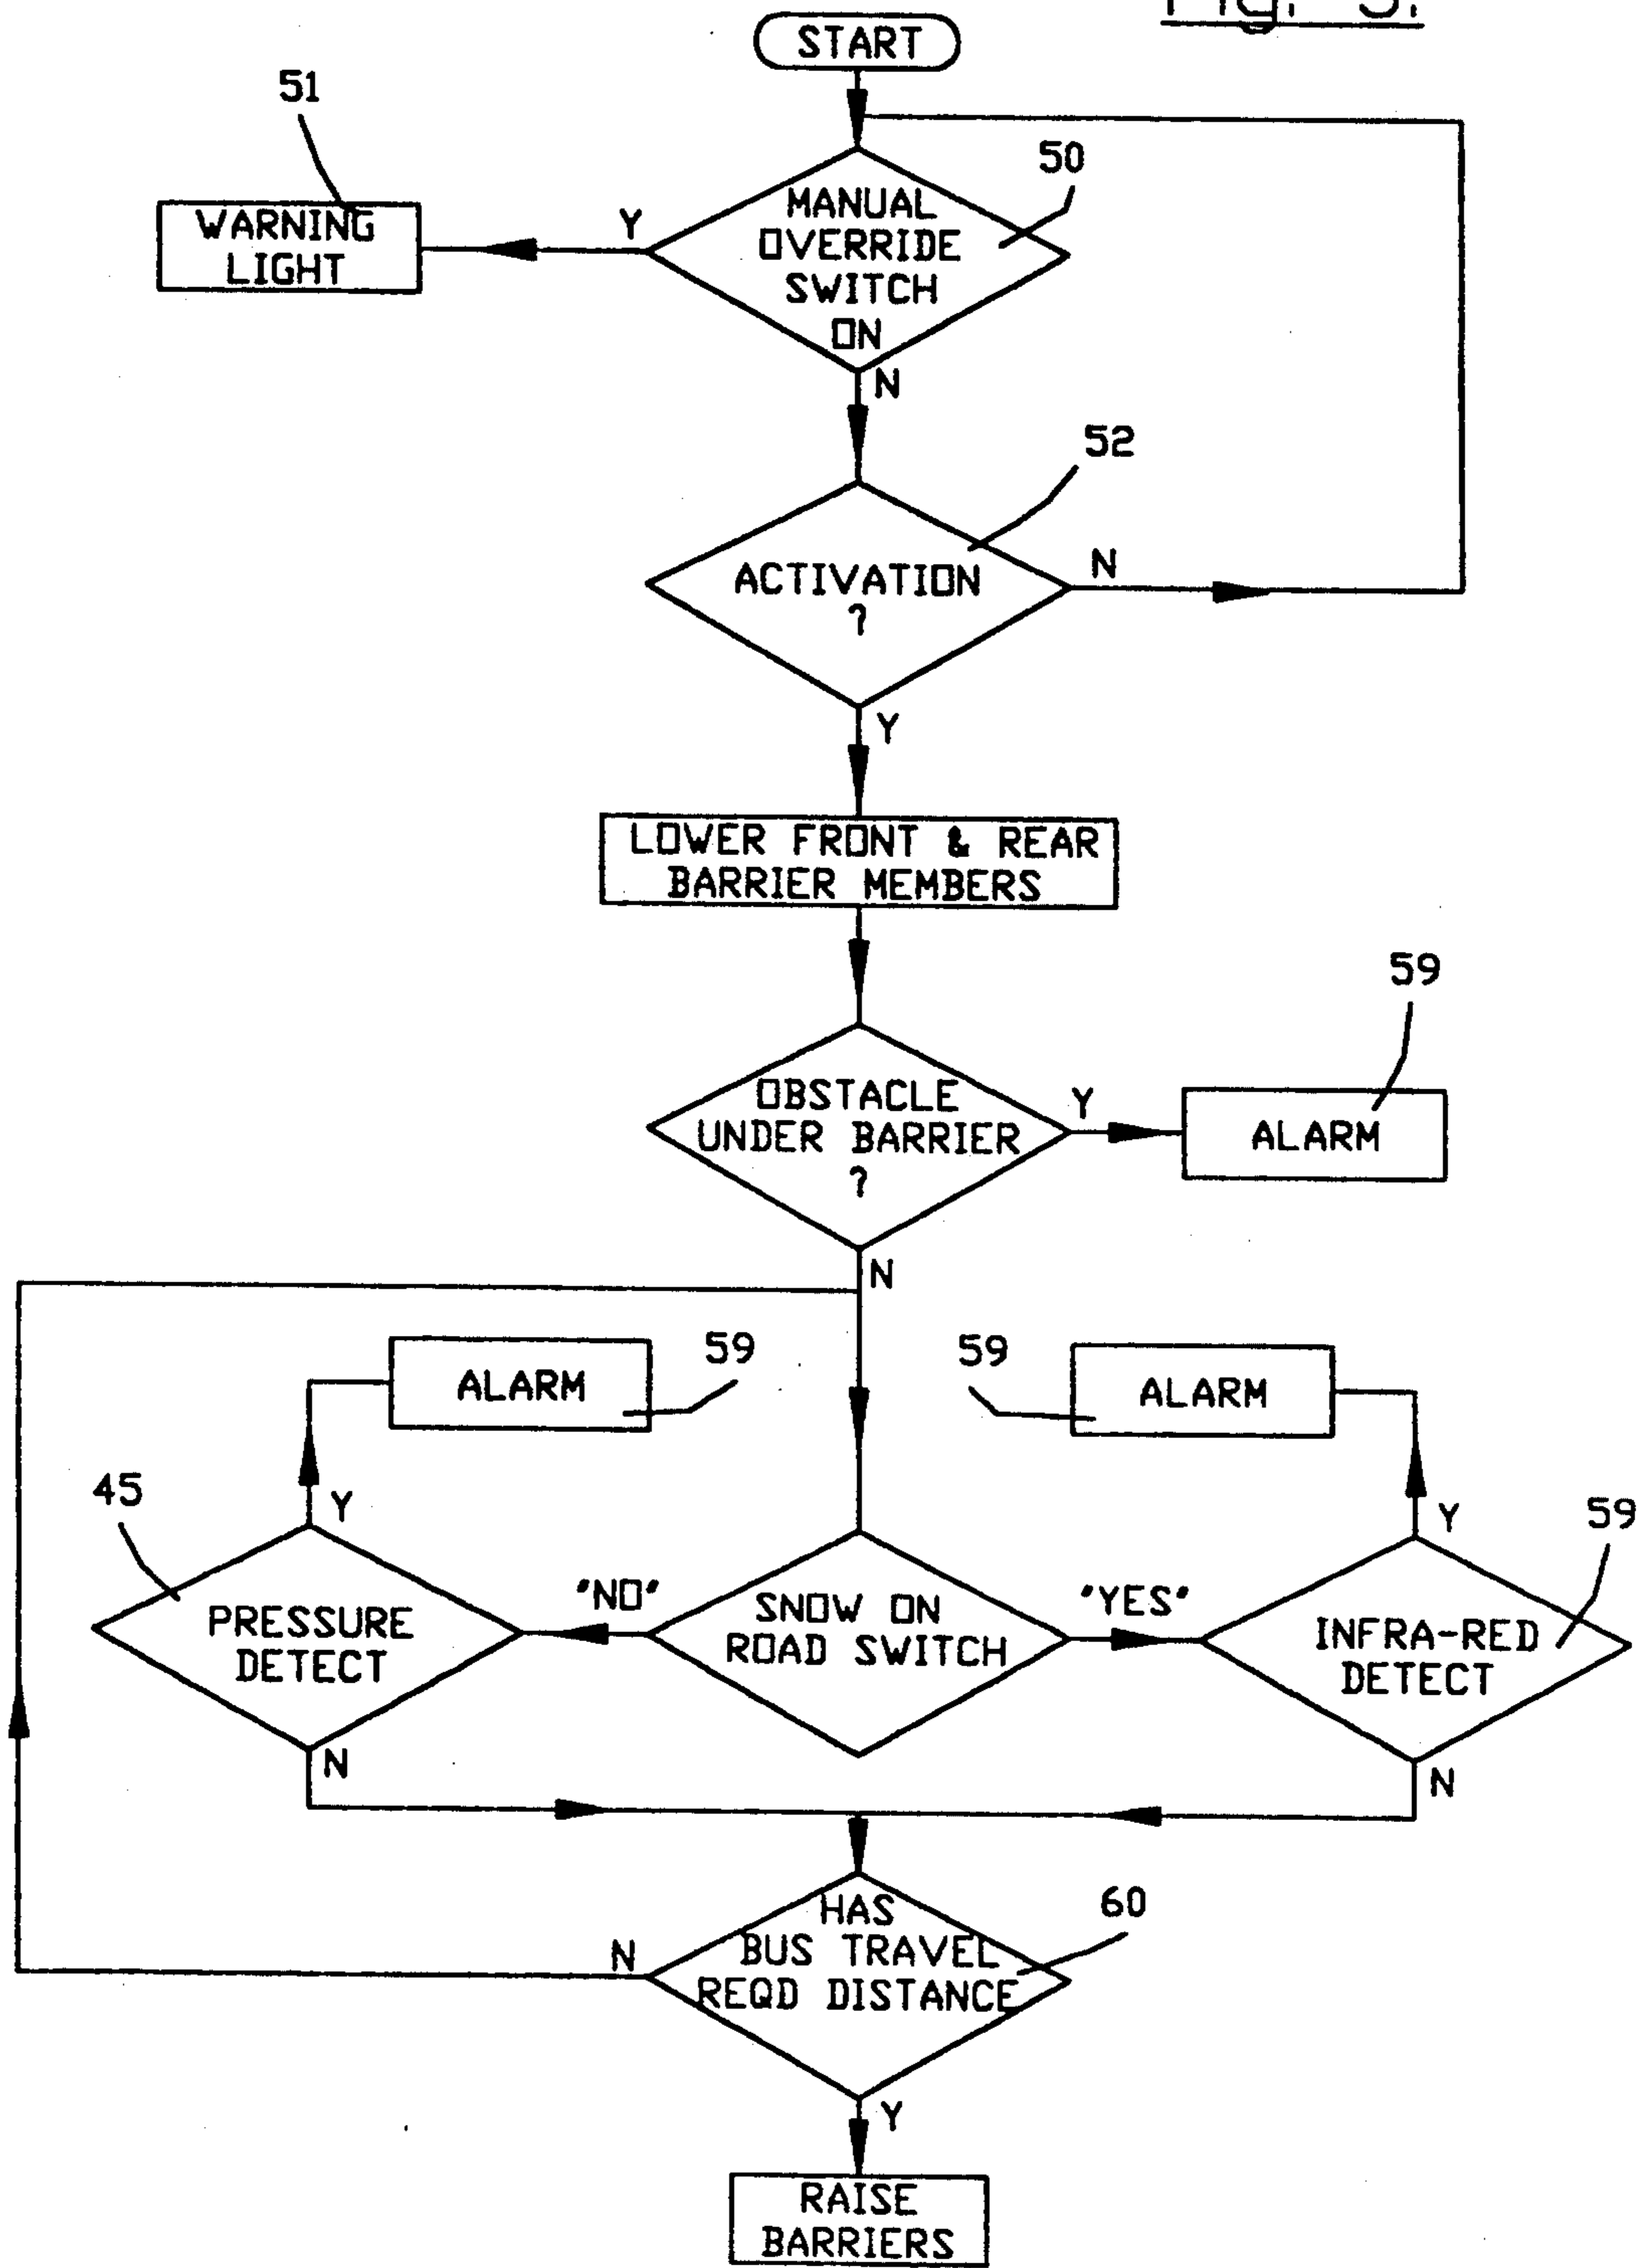 Fig. 5.
START
51
50
WARNING
LIGHT
Y
MANUAL
OVERRIDE
SWITCH
ON
N
52
ACTIVATION
?
N
Y
LOWER FRONT & REAR
BARRIER MEMBERS
59
OBSTACLE
UNDER BARRIER
?
Y
ALARM
N
ALARM
59
59
ALARM
45
Y
Y
59
PRESSURE
DETECT
"NO"
SNOW ON
ROAD SWITCH
"YES"
INFRA-RED
DETECT
N
N
HAS
BUS TRAVEL
REQD DISTANCE
60
N
Y
RAISE
BARRIERS